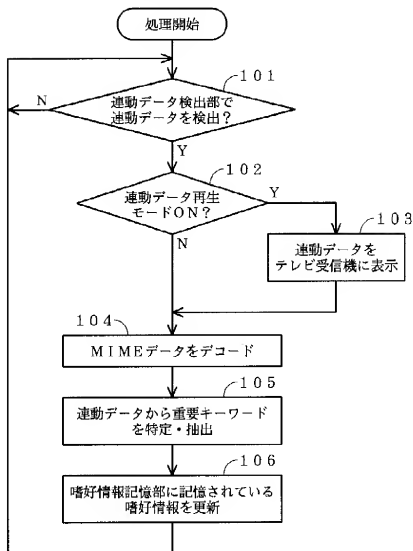 処理開始
101
連動データ検出部で
連動データを検出?
N
Y
102
連動データ再生
モードON?
Y
N
103
連動データを
テレビ受信機に表示
104
MIMEデータをデコード
105
連動データから重要キーワード
を特定・抽出
106
嗜好情報記憶部に記憶されている
嗜好情報を更新